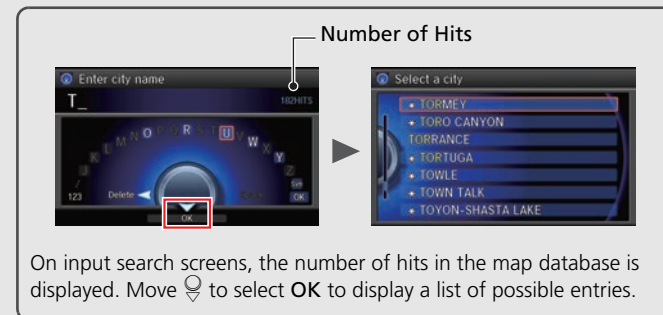 Number of Hits
Enter city name
T_
182HITS
J K L M N O P Q R S T U V W X Y Z
/
123
Delete
Sym
OK
OK
Select a city
TORMEY
TORO CANYON
TORRANCE
TORTUGA
TOWLE
TOWN TALK
TOYON-SHASTA LAKE
On input search screens, the number of hits in the map database is
displayed. Move to select OK to display a list of possible entries.